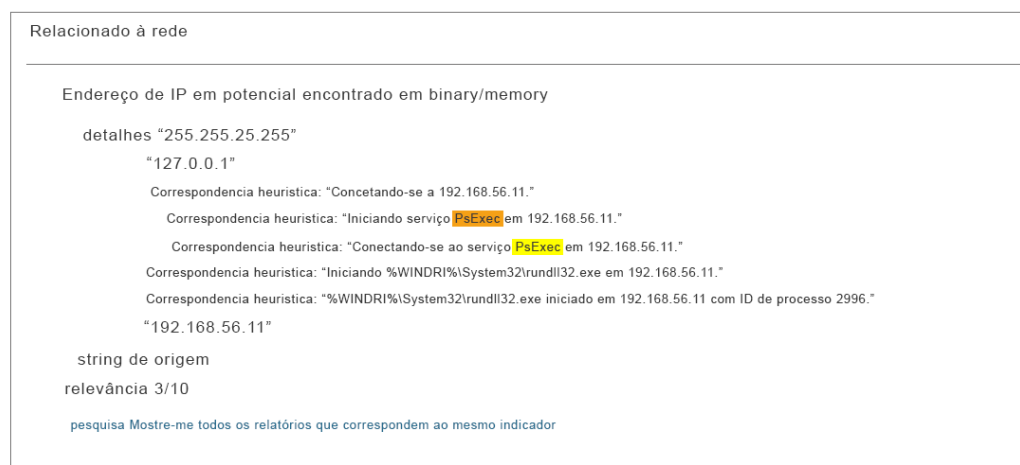 Relacionado à rede
Endereço de IP em potencial encontrado em binary/memory
detalhes “255.255.25.255”
“127.0.0.1”
Correspondencia heuristica: “Concetando-se a 192.168.56.11.”
Correspondencia heuristica: “Iniciando serviço PsExec em 192.168.56.11.”
Correspondencia heuristica: “Conectando-se ao serviço PsExec em 192.168.56.11.”
Correspondencia heuristica: “Iniciando %WINDRI%\System32\rundll32.exe em 192.168.56.11.”
Correspondencia heuristica: “%WINDRI%\System32\rundll32.exe iniciado em 192.168.56.11 com ID de processo 2996.”
“192.168.56.11”
string de origem
relevância 3/10
pesquisa Mostre-me todos os relatórios que correspondem ao mesmo indicador